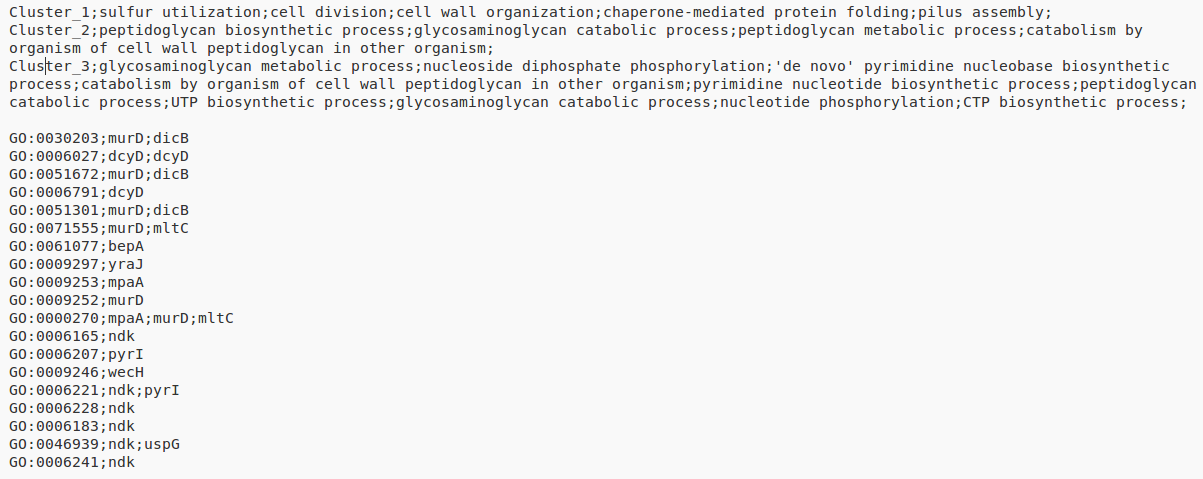 Cluster_1;sulfur utilization;cell division;cell wall organization;chaperone-mediated protein folding;pilus assembly;
Cluster_2;peptidoglycan biosynthetic process;glycosaminoglycan catabolic process;peptidoglycan metabolic process;catabolism by
organism of cell wall peptidoglycan in other organism;
Cluster_3;glycosaminoglycan metabolic process;nucleoside diphosphate phosphorylation;'de novo' pyrimidine nucleobase biosynthetic
process;catabolism by organism of cell wall peptidoglycan in other organism;pyrimidine nucleotide biosynthetic process;peptidoglycan
catabolic process;UTP biosynthetic process;glycosaminoglycan catabolic process;nucleotide phosphorylation;CTP biosynthetic process;
GO:0030203;murD;dicB
GO:0006027;dcyD;dcyD
GO:0051672;murD;dicB
GO:0006791;dcyD
GO:0051301;murD;dicB
GO:0071555;murD;mltC
GO:0061077;bepA
GO:0009297;yraJ
GO:0009253;mpaA
GO:0009252;murD
GO:0000270;mpaA;murD;mltC
GO:0006165;ndk
GO:0006207;pyrI
GO:0009246;wecH
GO:0006221;ndk;pyrI
GO:0006228;ndk
GO:0006183;ndk
GO:0046939;ndk;uspG
GO:0006241;ndk